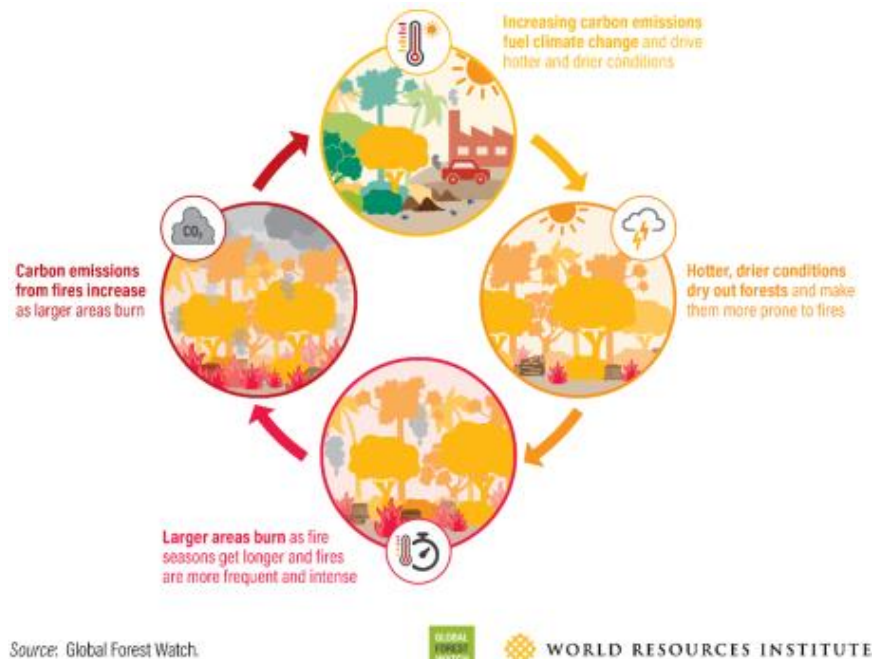 Increasing carbon emissions
fuel climate change and drive
hotter and drier conditions
Hotter, drier conditions
dry out forests and make
them more prone to fires
Larger areas burn as fire
seasons get longer and fires
are more frequent and intense
CO₂
Carbon emissions
from fires increase
as larger areas burn
Source: Global Forest Watch.
GLOBAL
FOREST
WATCH
WORLD RESOURCES INSTITUTE